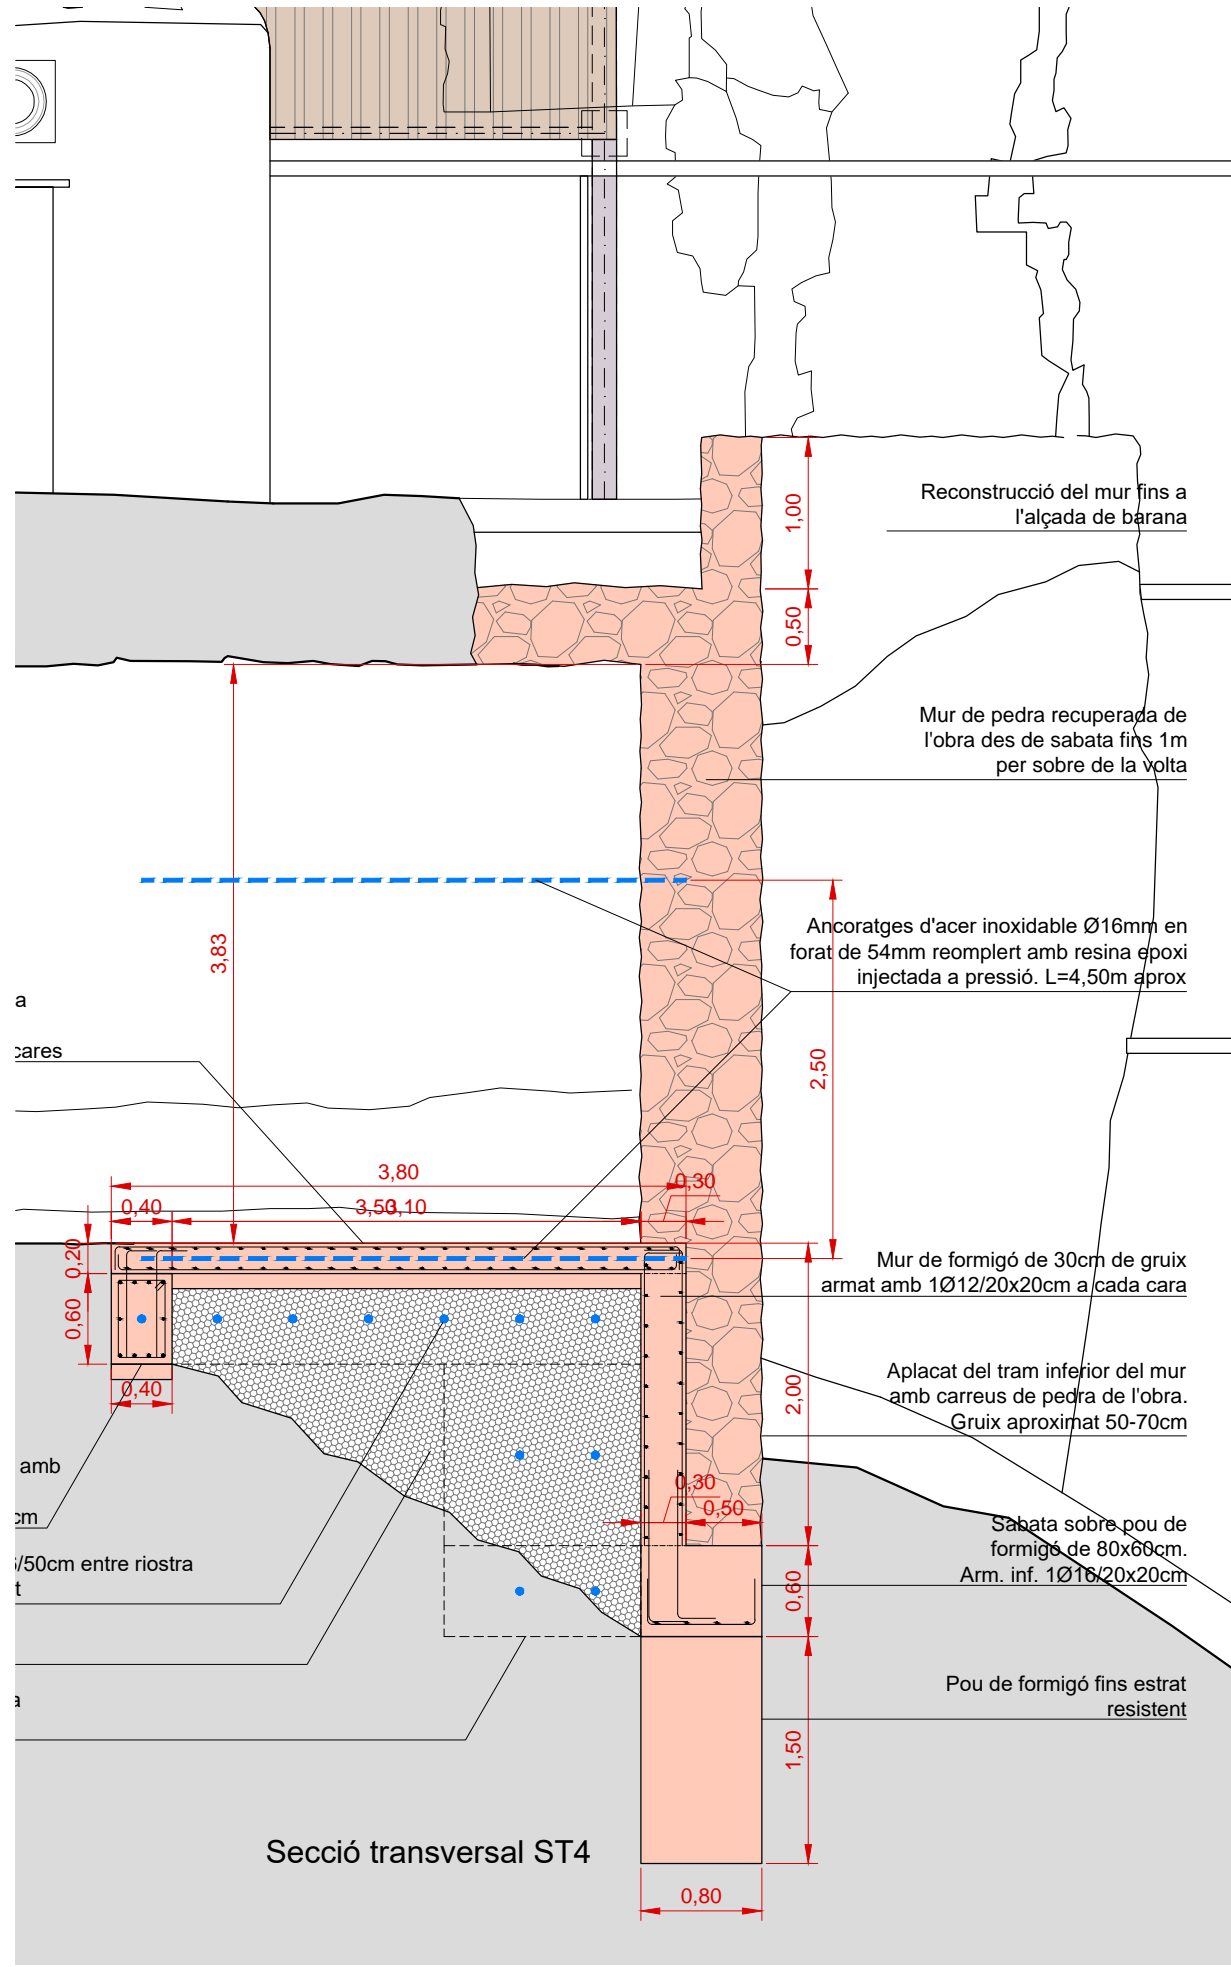 1,00
Reconstrucció del mur fins a
l'alçada de barana
0,50
Mur de pedra recuperada de
l'obra des de sabata fins 1m
per sobre de la volta
3,83
Ancoratges d'acer inoxidable Ø16mm en
forat de 54mm reomplert amb resina epoxi
injectada a pressió. L=4,50m aprox
a
cares
2,50
3,80
0,30
0,40
3,50
3,10
0,20
0,60
Mur de formigó de 30cm de gruix
armat amb 1Ø12/20x20cm a cada cara
0,40
2,00
Aplacat del tram inferior del mur
amb carreus de pedra de l'obra.
Gruix aproximat 50-70cm
amb
cm
0,30
0,50
Sabata sobre pou de
formigó de 80x60cm.
Arm. inf. 1Ø16/20x20cm
/50cm entre riostra
t
0,60
a
Pou de formigó fins estrat
resistent
1,50
Secció transversal ST4
0,80